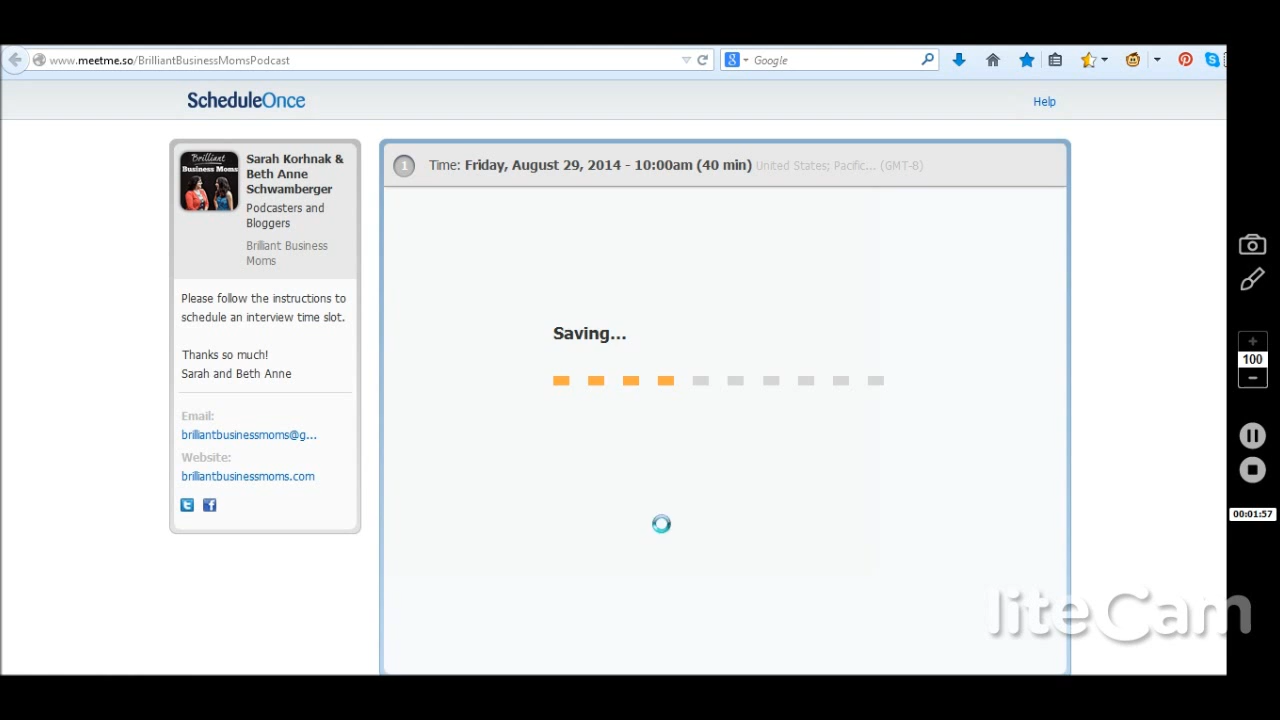 www.meetme.so/BrilliantBusinessMomsPodcast
Google
ScheduleOnce
Help
Brilliant
Business Moms
Sarah Korhnak &
Beth Anne
Schwamberger
Podcasters and
Bloggers
Brilliant Business
Moms
Please follow the instructions to
schedule an interview time slot.
Thanks so much!
Sarah and Beth Anne
Email:
brilliantbusinessmoms@g...
Website:
brilliantbusinessmoms.com
1 Time: Friday, August 29, 2014 - 10:00am (40 min) United States; Pacific... (GMT-8)
Saving...
100
00:01:57
liteCam